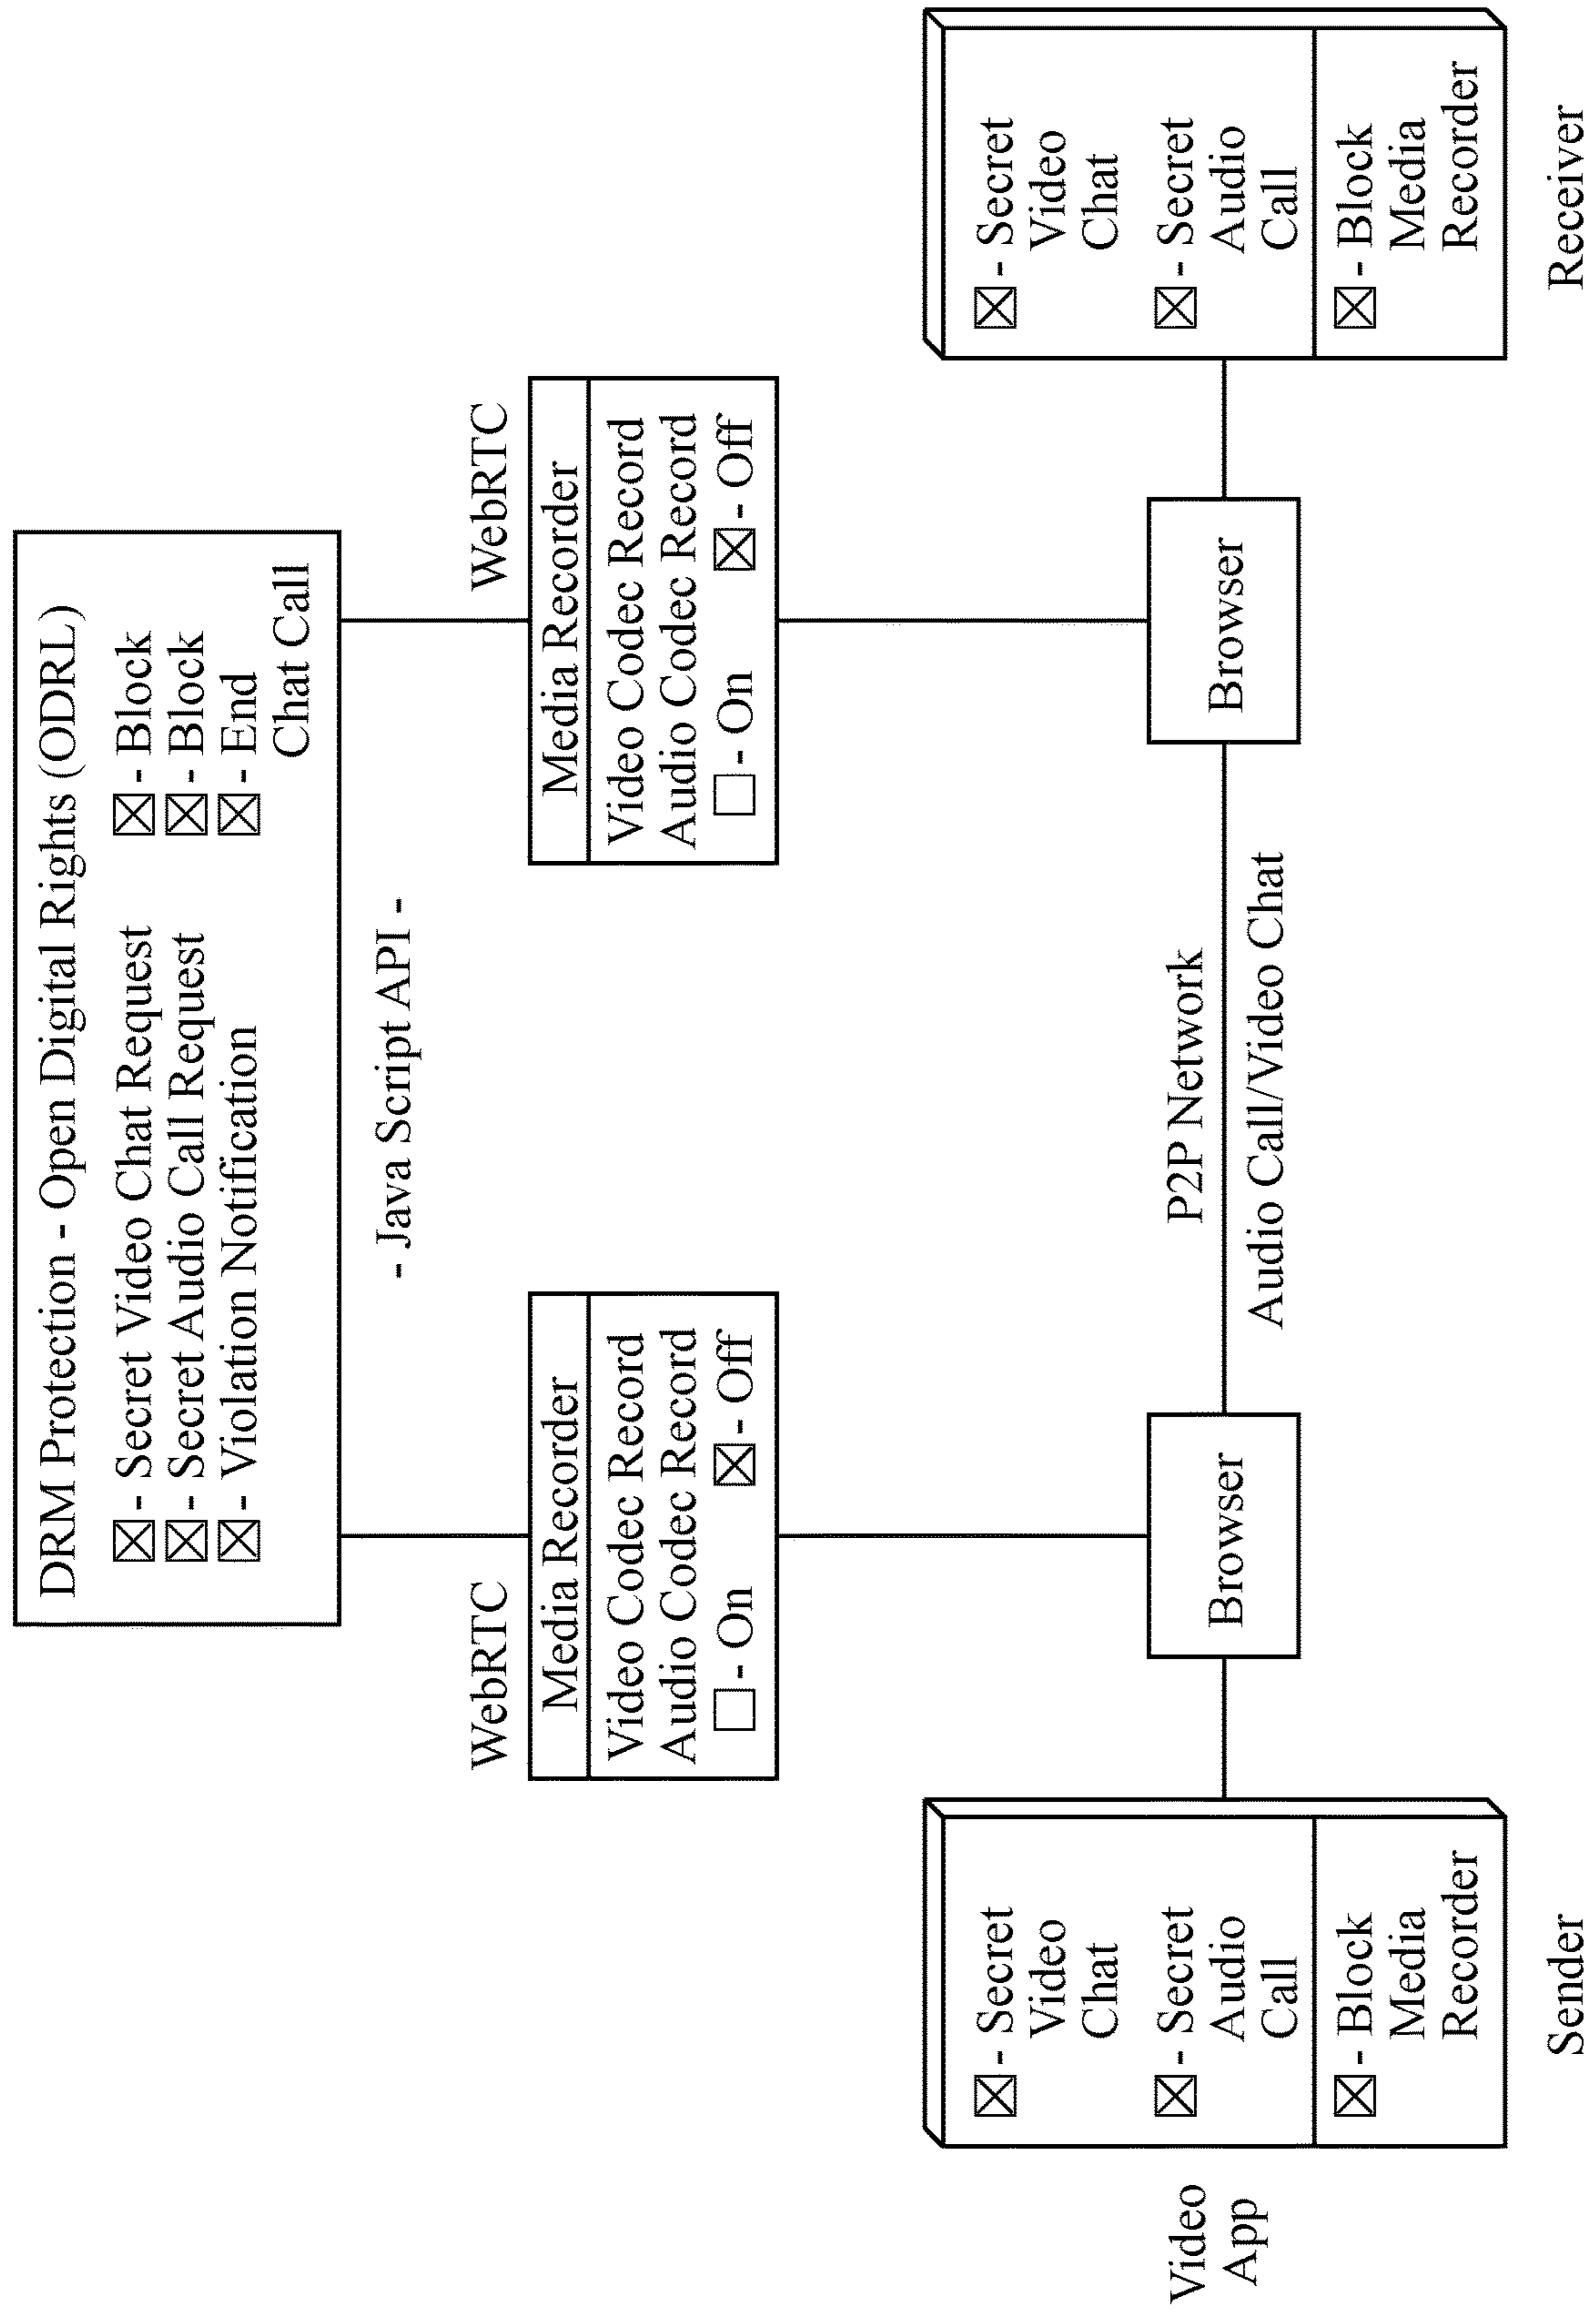 DRM Protection - Open Digital Rights (ODRL)
☒ - Secret Video Chat Request ☒ - Block
☒ - Secret Audio Call Request ☒ - Block
☒ - Violation Notification ☒ - End
Chat Call
- Java Script API -
WebRTC
Media Recorder
Video Codec Record
Audio Codec Record
☐ - On ☒ - Off
WebRTC
Media Recorder
Video Codec Record
Audio Codec Record
☐ - On ☒ - Off
Video
App
☒ - Secret
Video
Chat
☒ - Secret
Audio
Call
☒ - Block
Media
Recorder
Sender
Browser
P2P Network
Audio Call/Video Chat
Browser
☒ - Secret
Video
Chat
☒ - Secret
Audio
Call
☒ - Block
Media
Recorder
Receiver